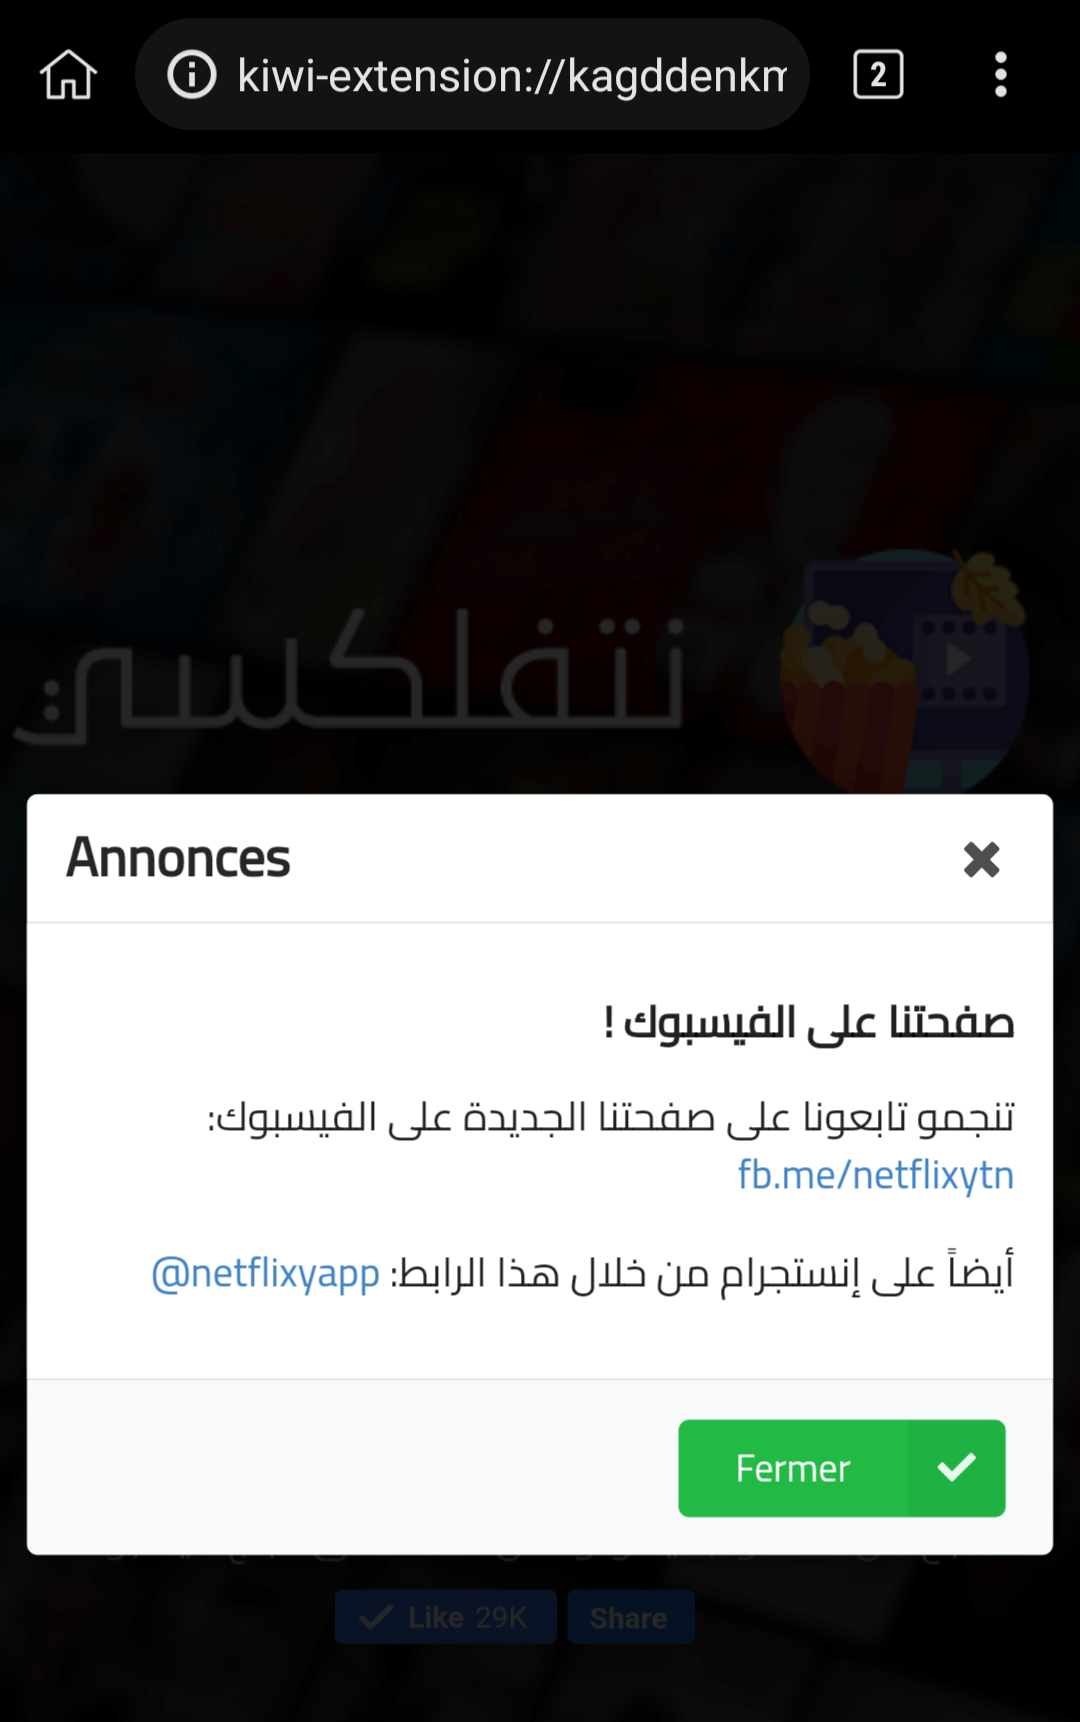 kiwi-extension://kagddenkm
2
نتفلكسي
Annonces
صفحتنا على الفيسبوك !
تنجمو تابعونا على صفحتنا الجديدة على الفيسبوك:
fb.me/netflixytn
أيضاً على إنستجرام من خلال هذا الرابط: @netflixyapp
Fermer
Like 29K
Share